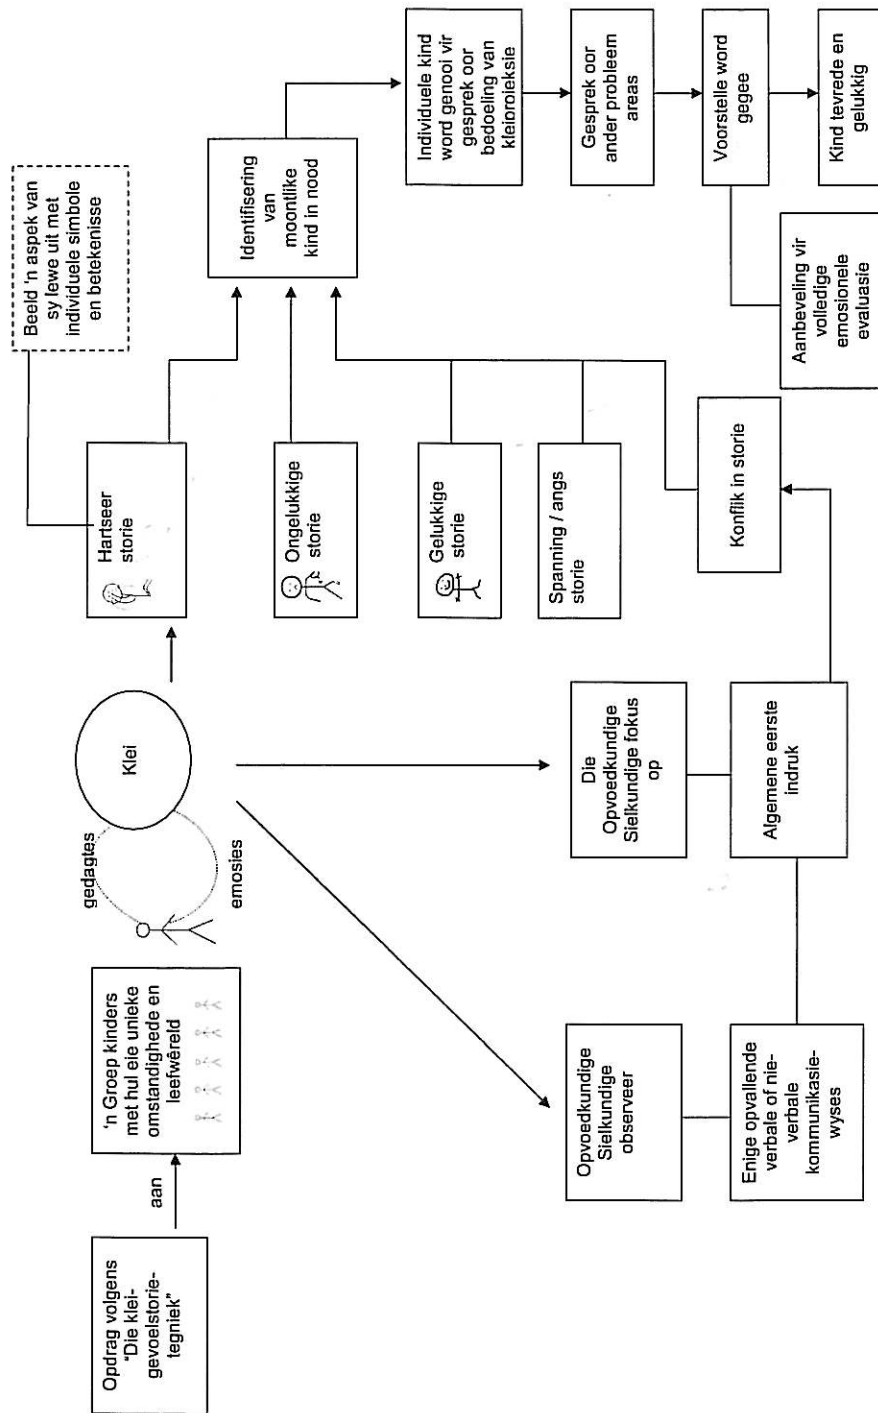 Opdrag volgens
"Die klei-
gevoelstorie-
tegniek"
aan
'n Groep kinders
met hul eie unieke
omstandighede en
leefwêreld
gedagtes
emosies
Klei
Hartseer
storie
Beeld 'n aspek van
sy lewe uit met
individuele simbole
en betekenisse
Ongelukkige
storie
Gelukkige
storie
Spanning / angs
storie
Konflik in storie
Identifisering
van
moontlike
kind in nood
Individuele kind
word genooi vir
gesprek oor
bedoeling van
kleiprojeksie
Gesprek oor
ander probleem
areas
Voorstelle word
gegee
Kind tevrede en
gelukkig
Aanbeveling vir
volledige
emosionele
evaluasie
Opvoedkundige
Sielkundige
observeer
Enige opvallende
verbale of nie-
verbale
kommunikasie-
wyses
Die
Opvoedkundige
Sielkundige fokus
op
Algemene eerste
indruk